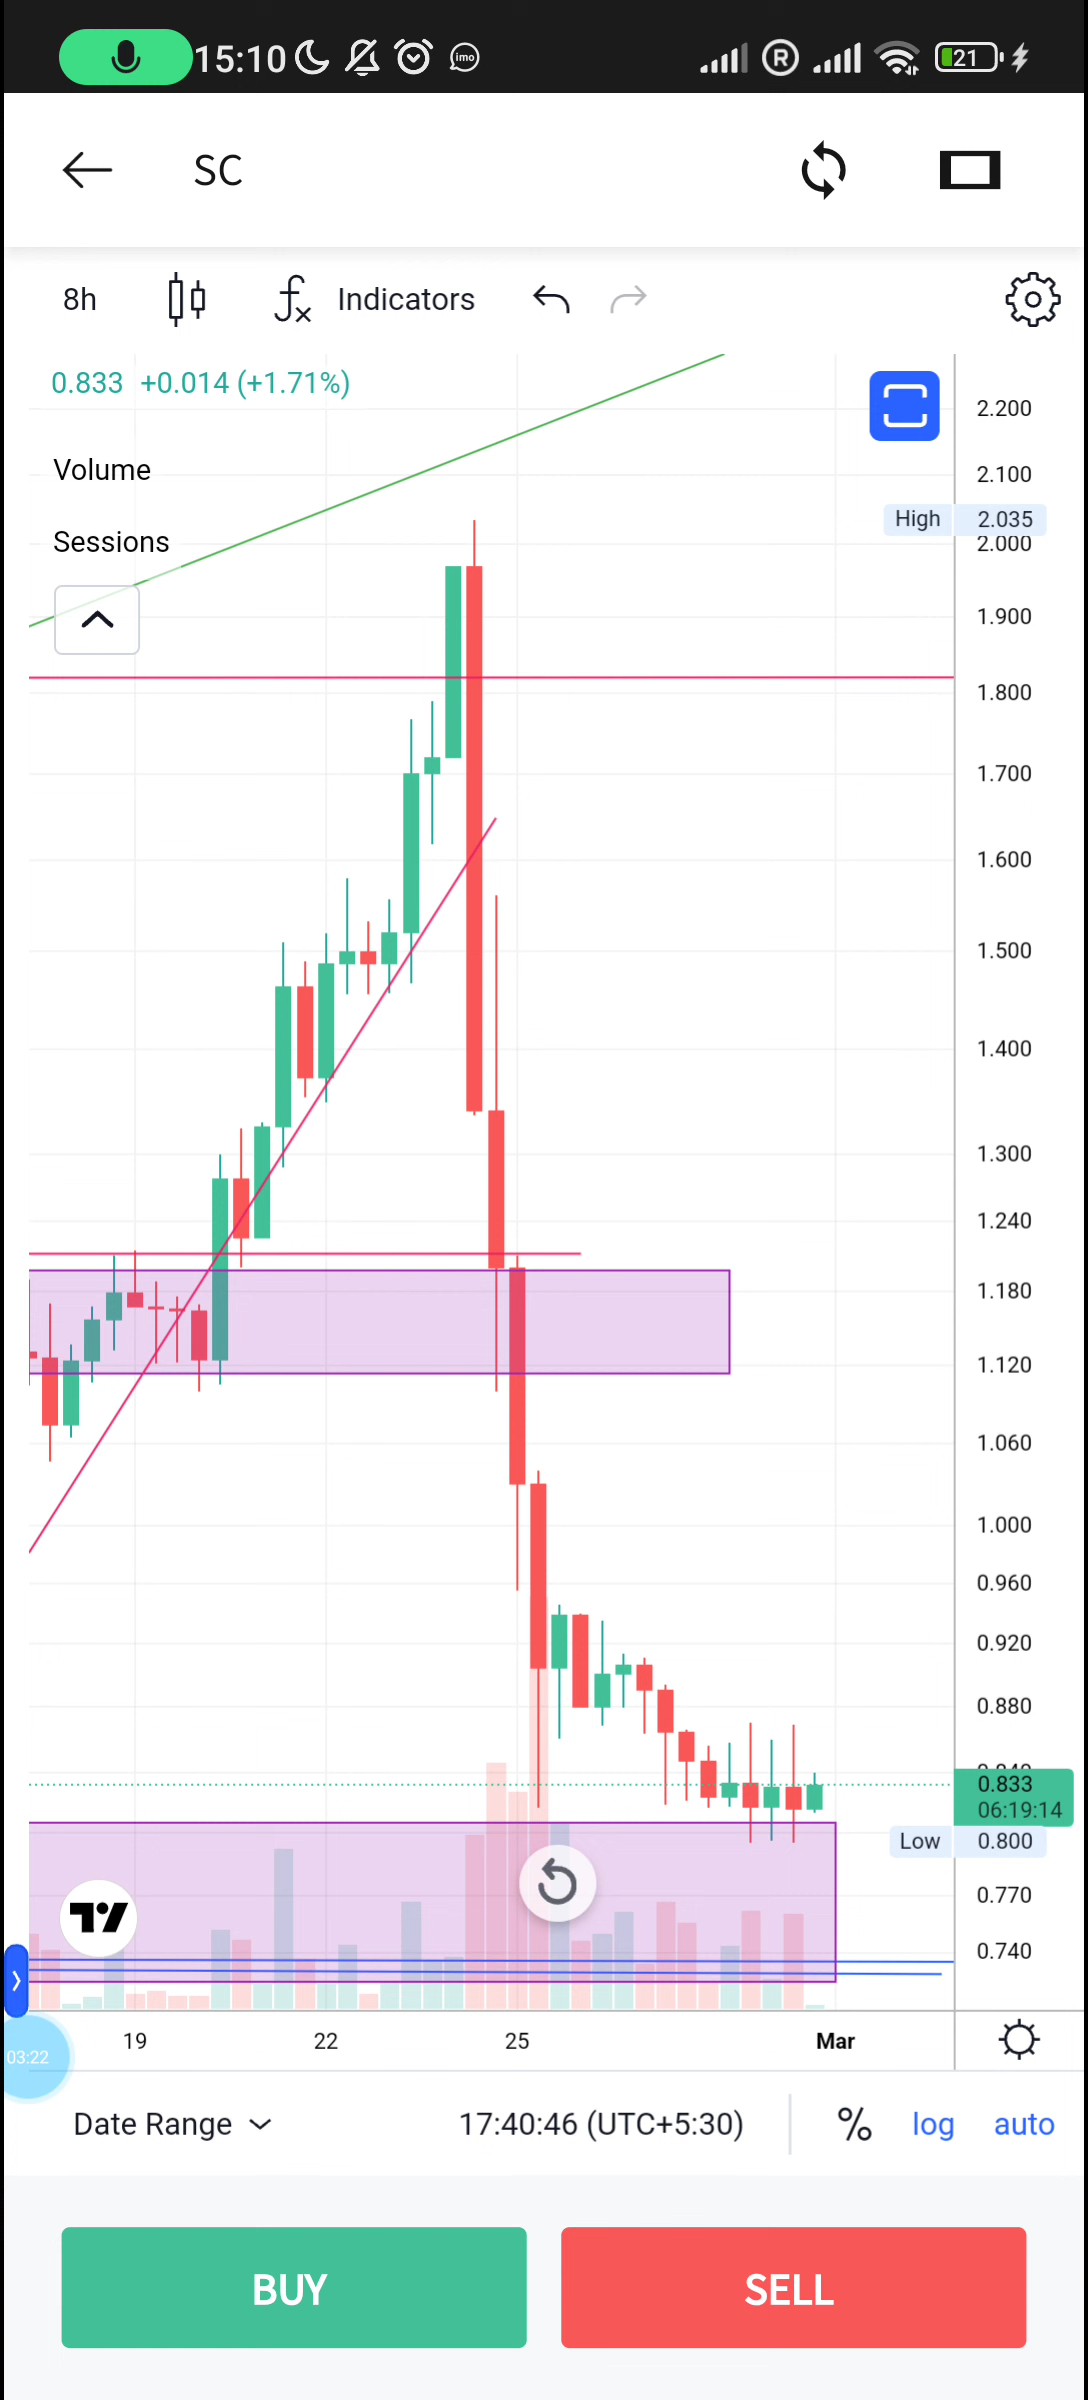 15:10 imo R 21
SC
8h Indicators
0.833 +0.014 (+1.71%)
2.200
Volume
2.100
High 2.035
Sessions
2.000
1.900
1.800
1.700
1.600
1.500
1.400
1.300
1.240
1.180
1.120
1.060
1.000
0.960
0.920
0.880
0.833
06:19:14
Low 0.800
0.770
0.740
19 22 25 Mar
03:22
Date Range 17:40:46 (UTC+5:30) % log auto
BUY SELL